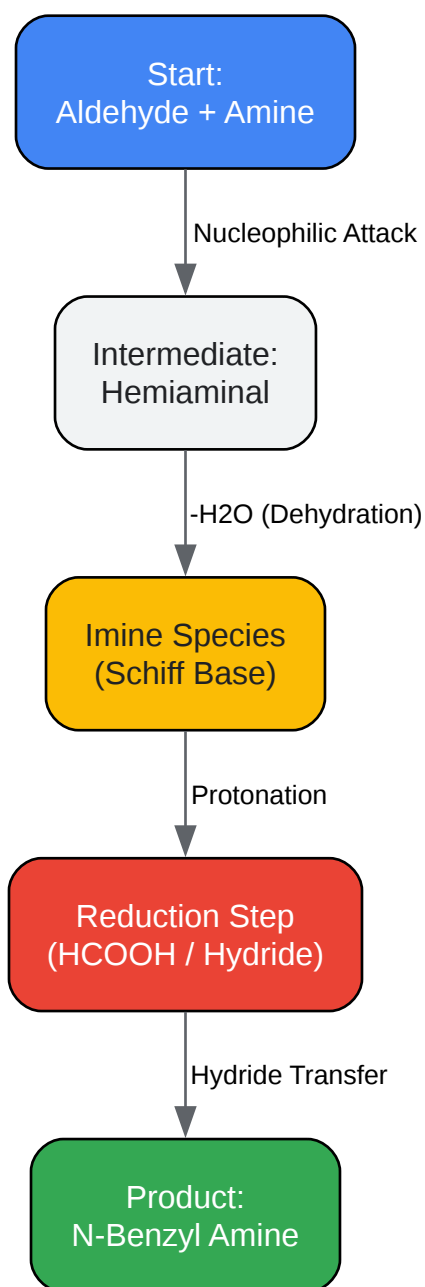 Start:
Aldehyde + Amine
Nucleophilic Attack
Intermediate:
Hemiaminal
-H2O (Dehydration)
Imine Species
(Schiff Base)
Protonation
Reduction Step
(HCOOH / Hydride)
Hydride Transfer
Product:
N-Benzyl Amine